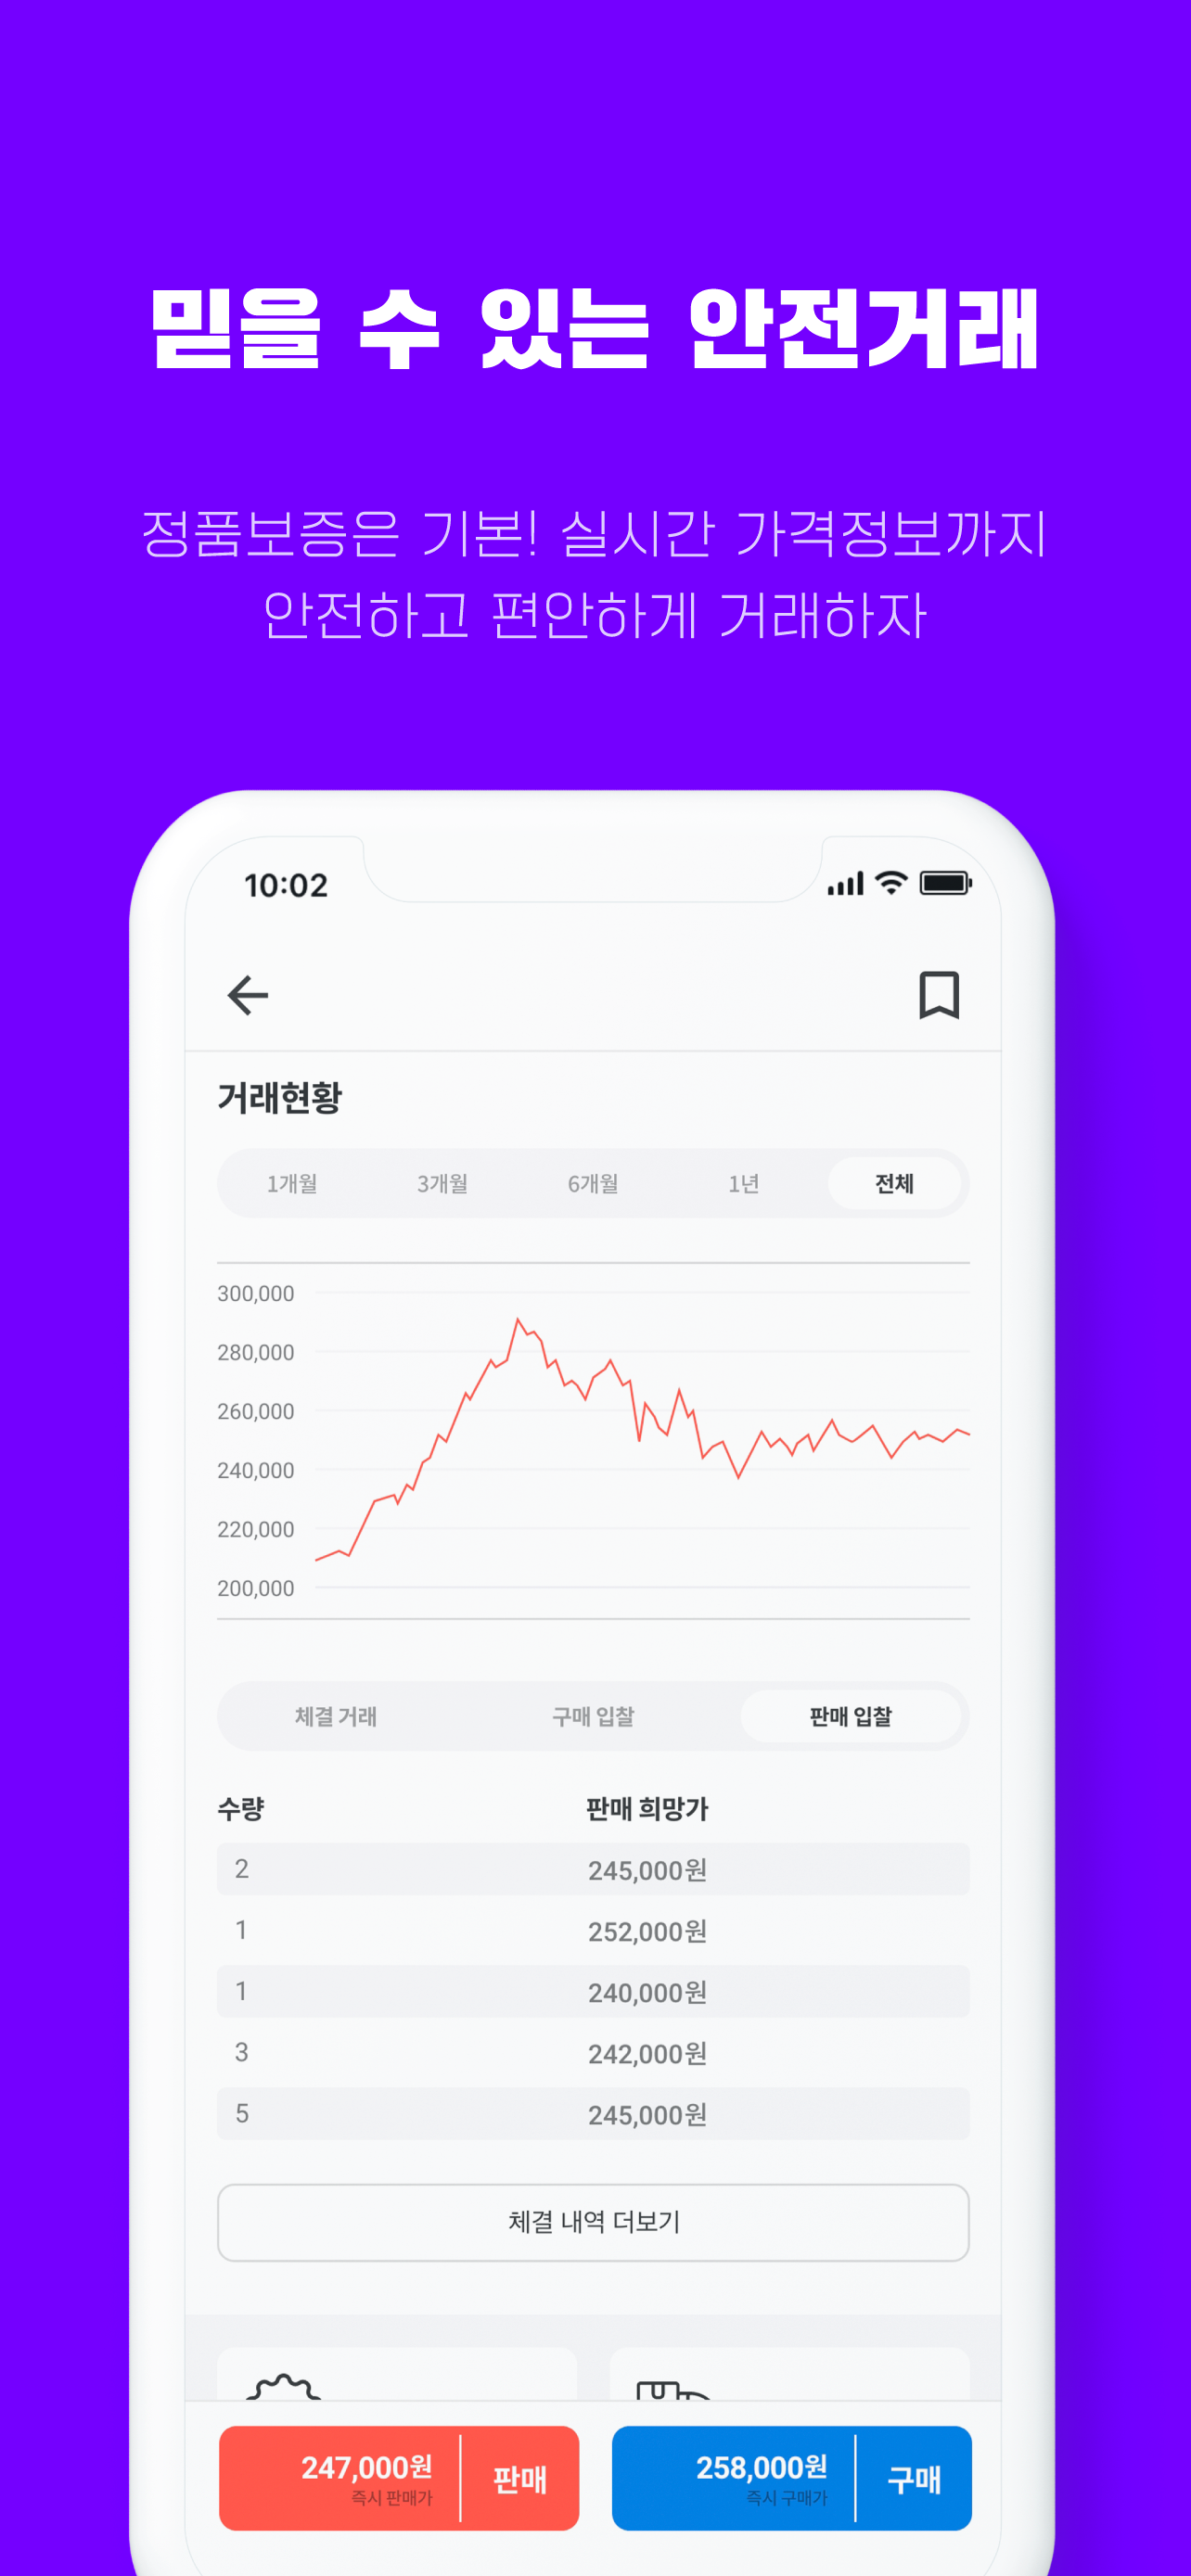 믿을 수 있는 안전거래
정품보증은 기본! 실시간 가격정보까지
안전하고 편안하게 거래하자
10:02
거래현황
1개월 3개월 6개월 1년 전체
300,000
280,000
260,000
240,000
220,000
200,000
체결 거래 구매 입찰 판매 입찰
수량 판매 희망가
2 245,000원
1 252,000원
1 240,000원
3 242,000원
5 245,000원
체결 내역 더보기
247,000원
즉시 판매가
판매
258,000원
즉시 구매가
구매